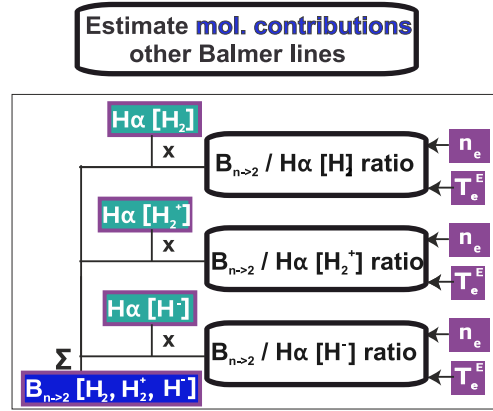 Estimate mol. contributions
other Balmer lines
Hα [H₂]
x
Bₙ₋>₂ / Hα [H₂] ratio
nₑ
Tₑᴱ
Hα [H₂⁺]
x
Bₙ₋>₂ / Hα [H₂⁺] ratio
nₑ
Tₑᴱ
Hα [H⁻]
x
Bₙ₋>₂ / Hα [H⁻] ratio
nₑ
Tₑᴱ
Σ
Bₙ₋>₂ [H₂, H₂⁺, H⁻]